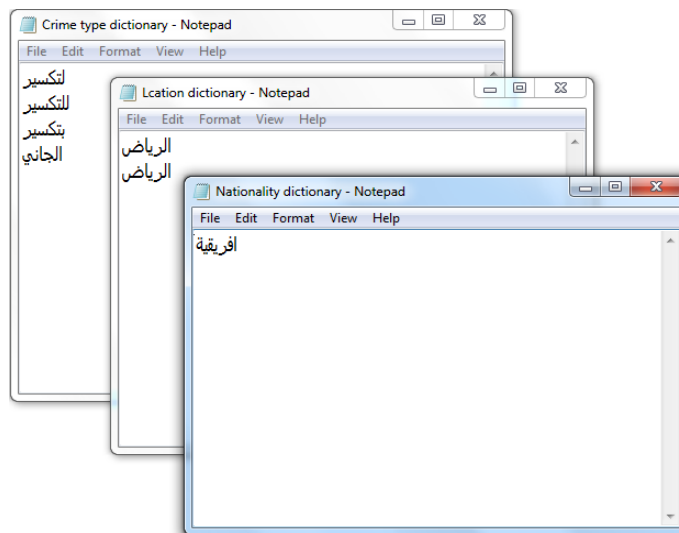 Crime type dictionary - Notepad
File Edit Format View Help
لتكسير
للتكسير
بتكسير
الجاني
Lcation dictionary - Notepad
File Edit Format View Help
الرياض
الرياض
Nationality dictionary - Notepad
File Edit Format View Help
افريقية